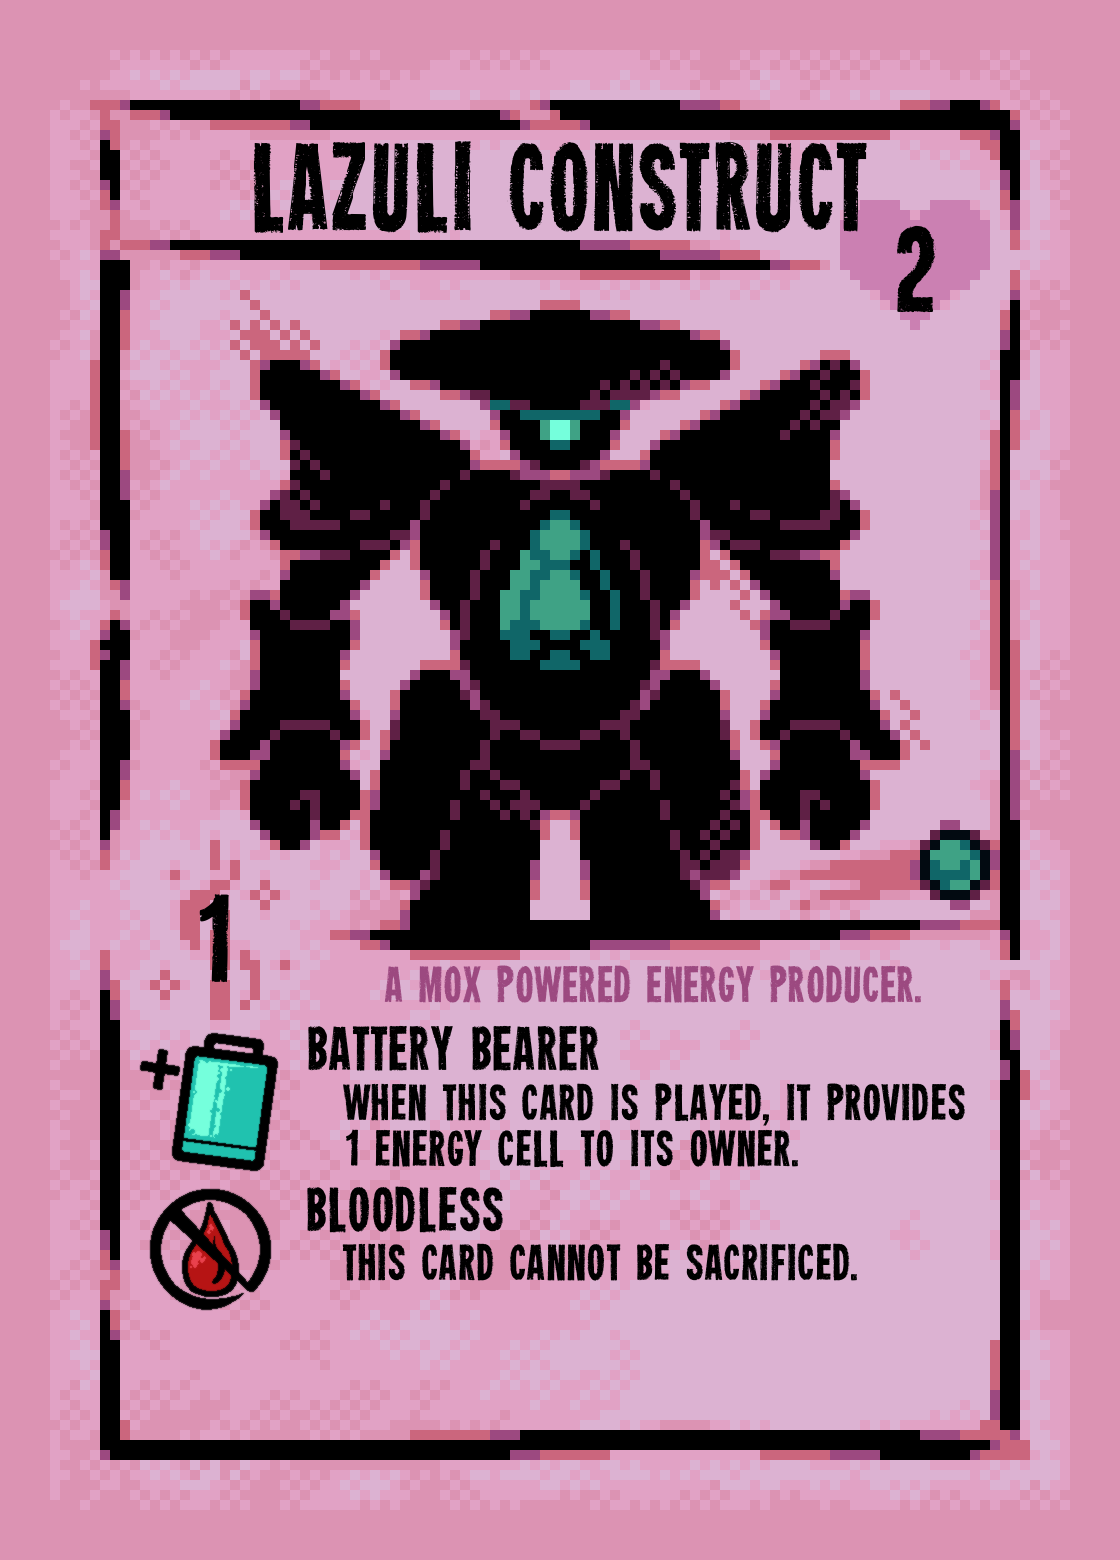 LAZULI CONSTRUCT
2
1
A MOX POWERED ENERGY PRODUCER.
BATTERY BEARER
WHEN THIS CARD IS PLAYED, IT PROVIDES
1 ENERGY CELL TO ITS OWNER.
BLOODLESS
THIS CARD CANNOT BE SACRIFICED.